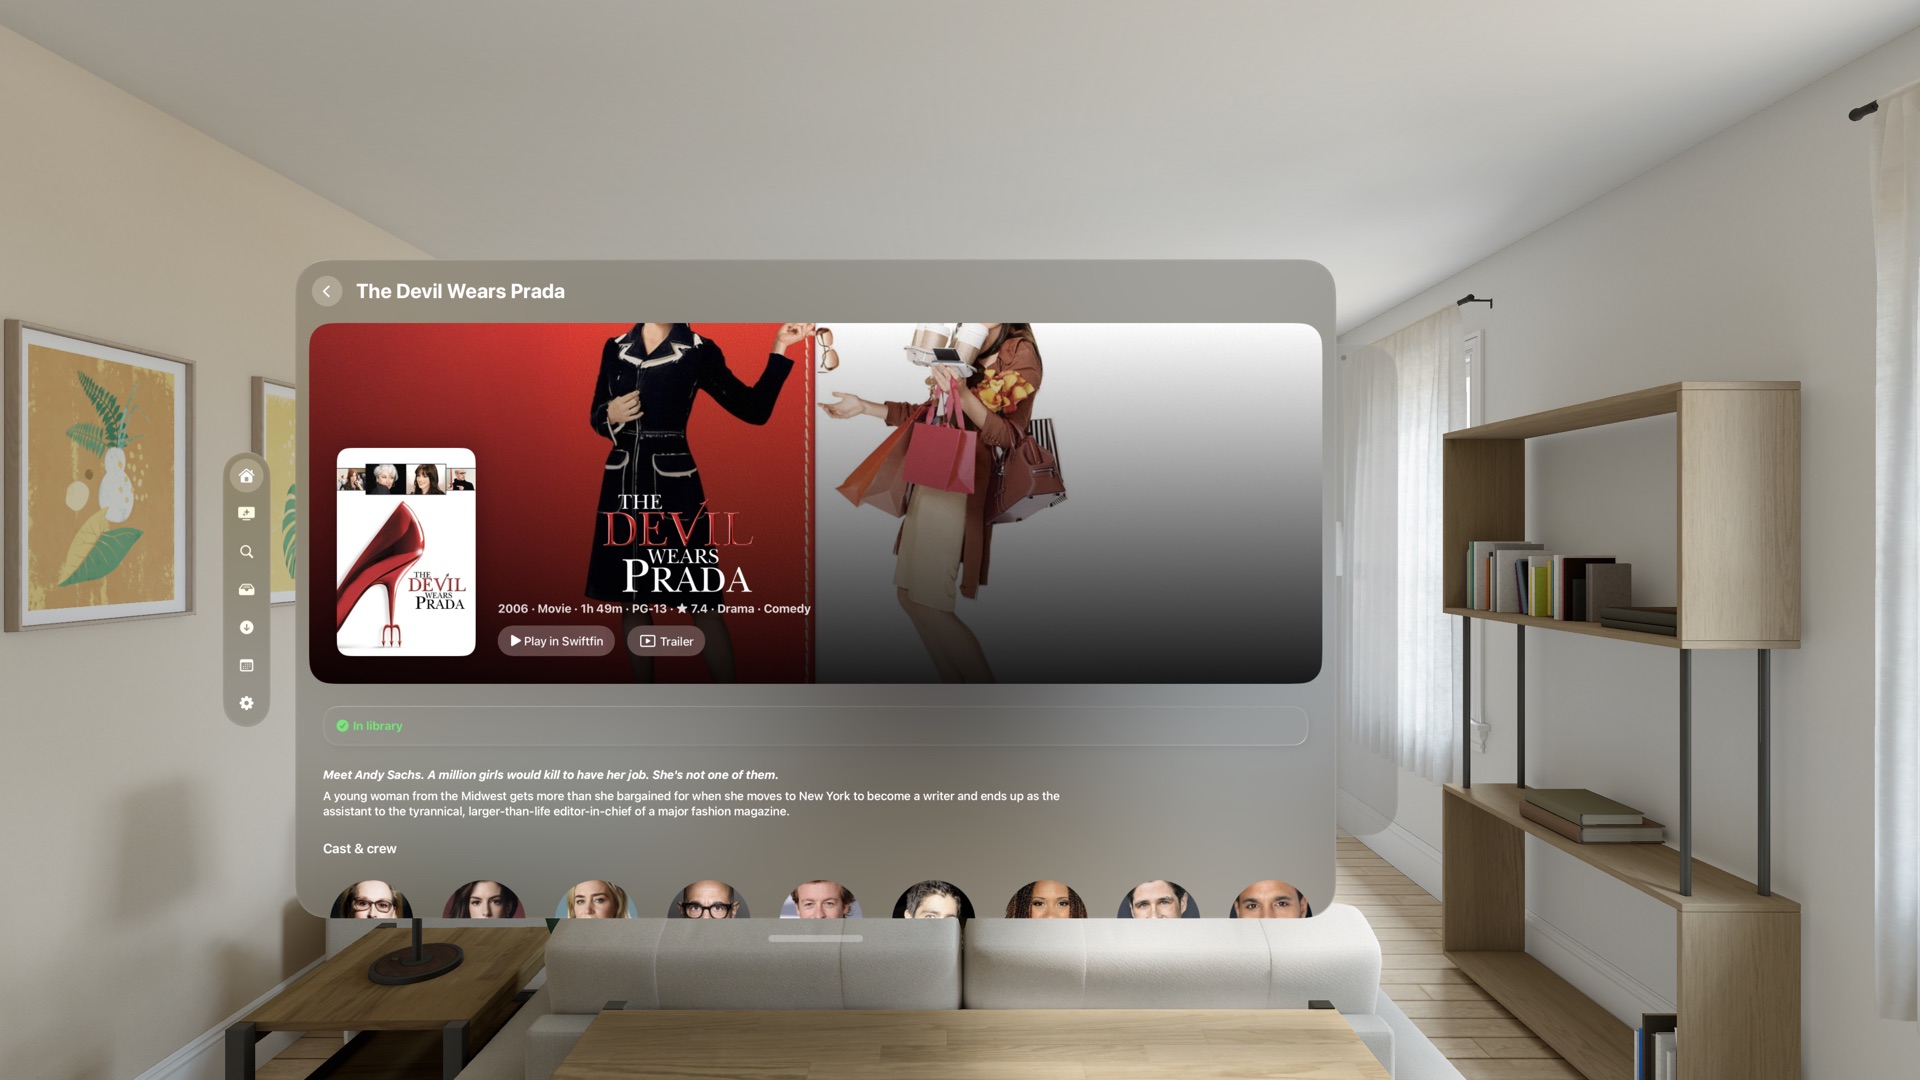 The Devil Wears Prada
THE
DEVIL
WEARS
PRADA
THE
DEVIL
WEARS
PRADA
2006 · Movie · 1h 49m · PG-13 · ★ 7.4 · Drama · Comedy
Play in Swiftfin
Trailer
In library
Meet Andy Sachs. A million girls would kill to have her job. She's not one of them.
A young woman from the Midwest gets more than she bargained for when she moves to New York to become a writer and ends up as the
assistant to the tyrannical, larger-than-life editor-in-chief of a major fashion magazine.
Cast & crew